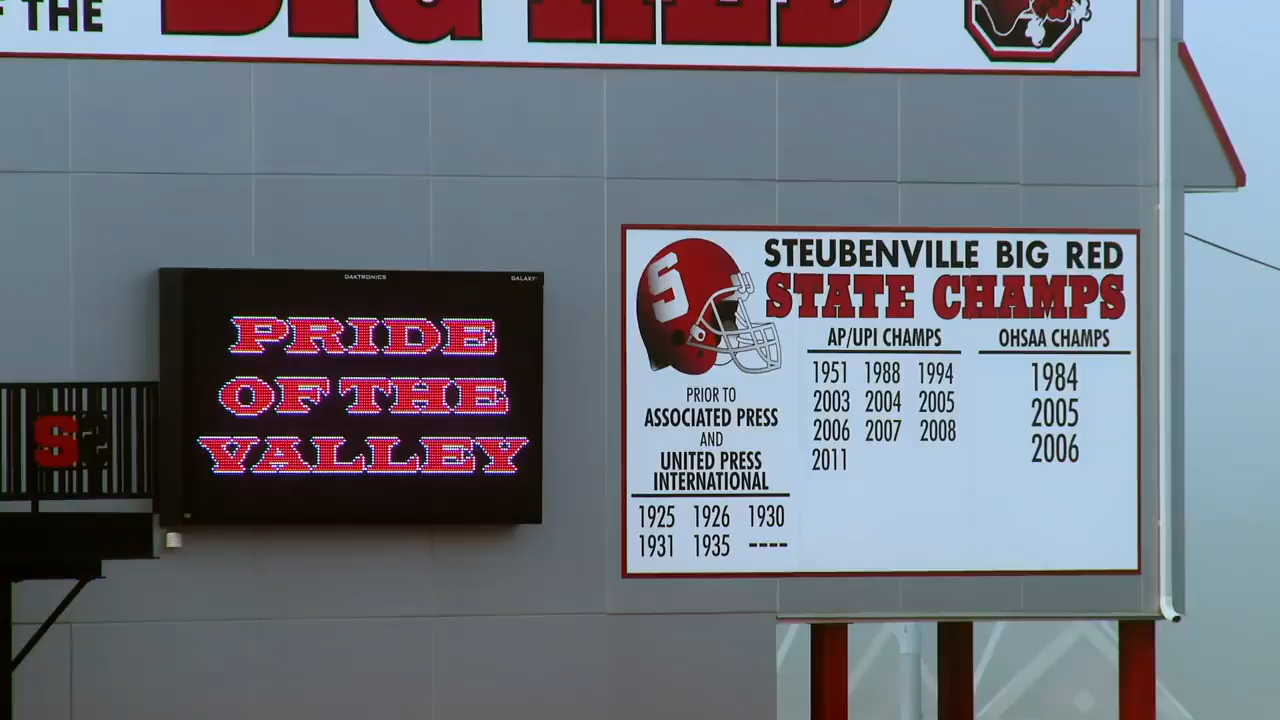 F THE BIG RED
DAKTRONICS GALAXY
PRIDE
OF THE
VALLEY
S
STEUBENVILLE BIG RED
STATE CHAMPS
S
PRIOR TO
ASSOCIATED PRESS
AND
UNITED PRESS
INTERNATIONAL
1925 1926 1930
1931 1935 ----
AP/UPI CHAMPS
1951 1988 1994
2003 2004 2005
2006 2007 2008
2011
OHSAA CHAMPS
1984
2005
2006